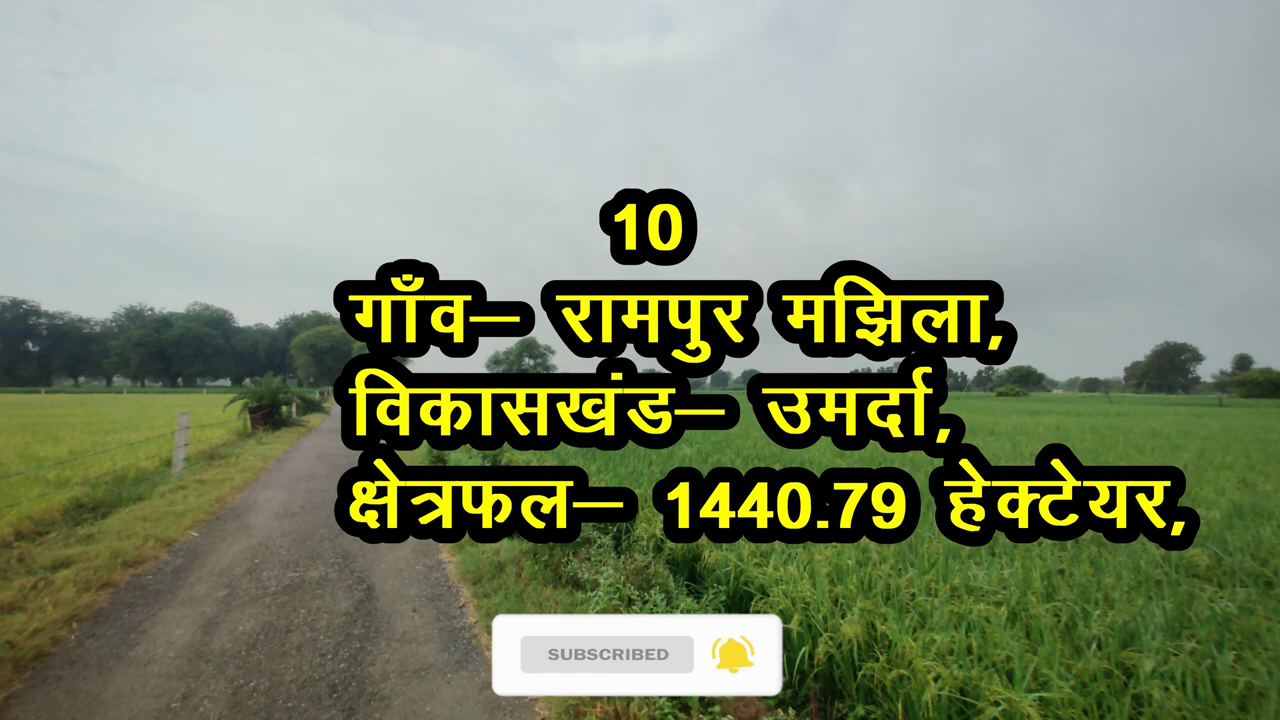 10
गाँव– रामपुर मझिला,
विकासखंड– उमर्दा,
क्षेत्रफल– 1440.79 हेक्टेयर,
SUBSCRIBED